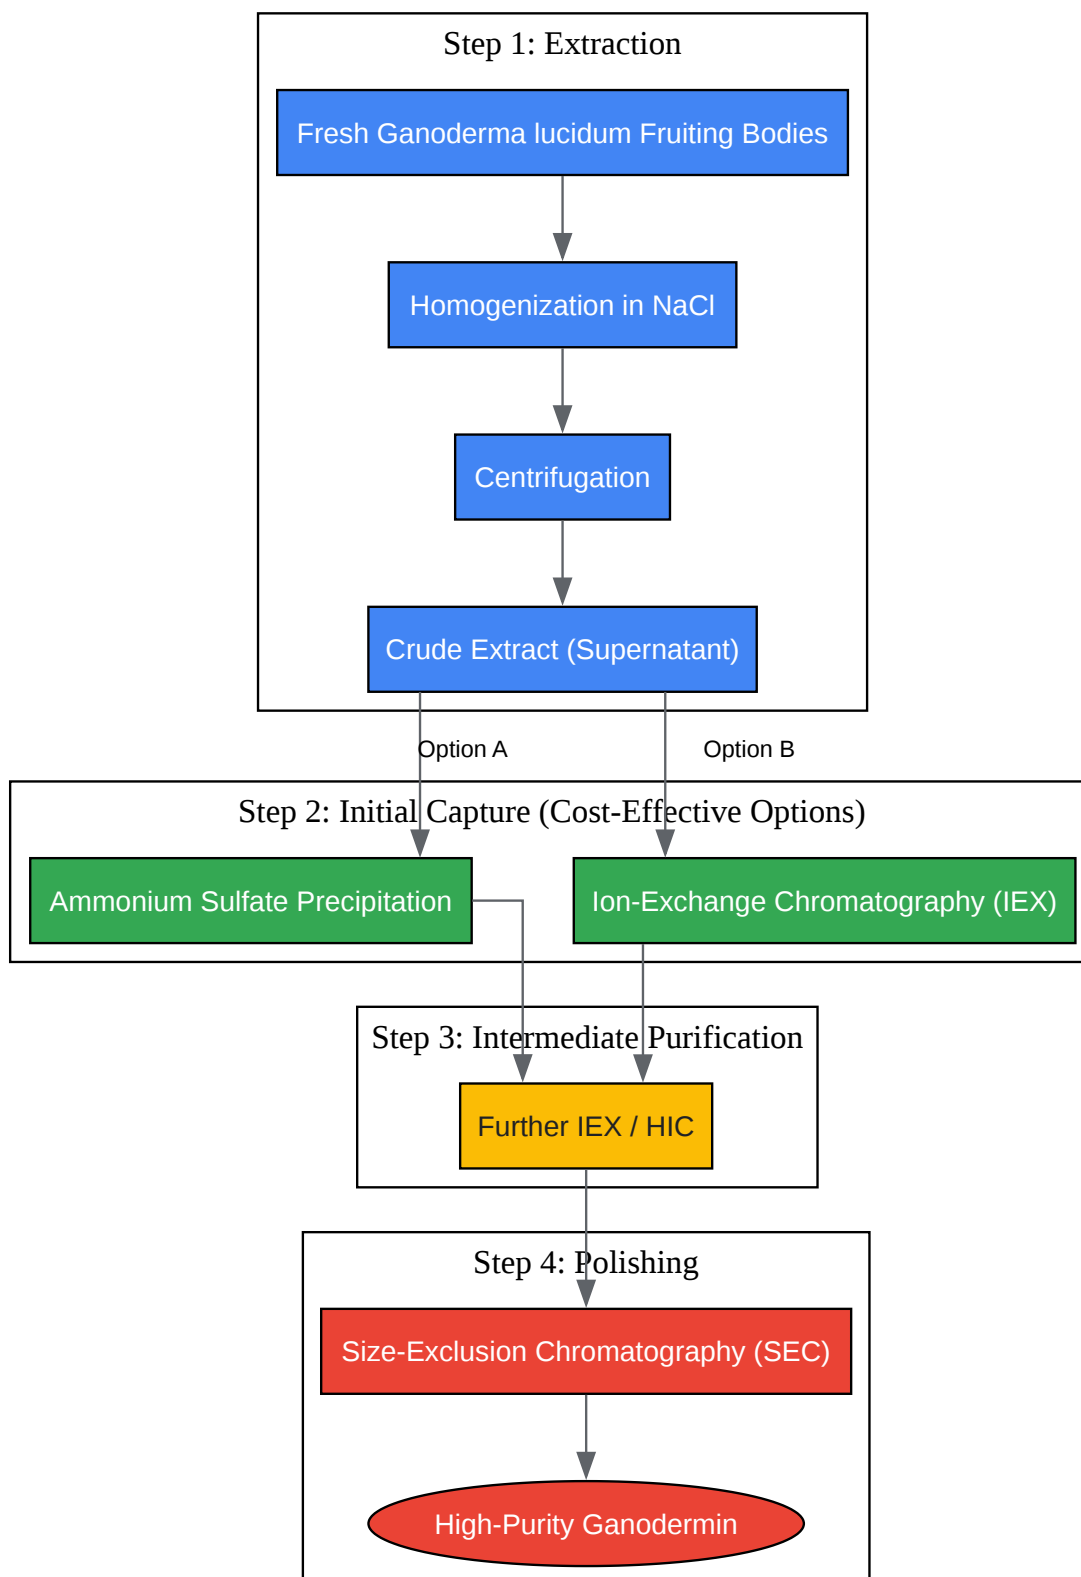 Step 1: Extraction
Fresh Ganoderma lucidum Fruiting Bodies
Homogenization in NaCl
Centrifugation
Crude Extract (Supernatant)
Option A
Option B
Step 2: Initial Capture (Cost-Effective Options)
Ammonium Sulfate Precipitation
Ion-Exchange Chromatography (IEX)
Step 3: Intermediate Purification
Further IEX / HIC
Step 4: Polishing
Size-Exclusion Chromatography (SEC)
High-Purity Ganodermin